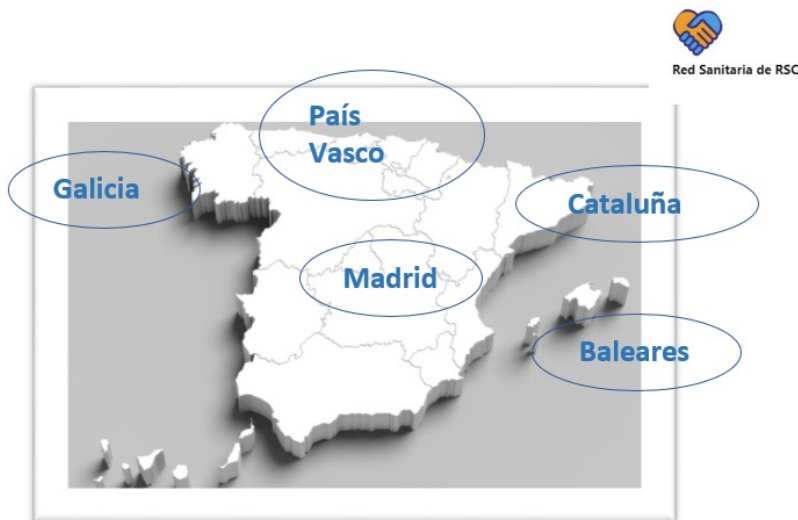 Red Sanitaria de RSC
País
Vasco
Galicia
Cataluña
Madrid
Baleares